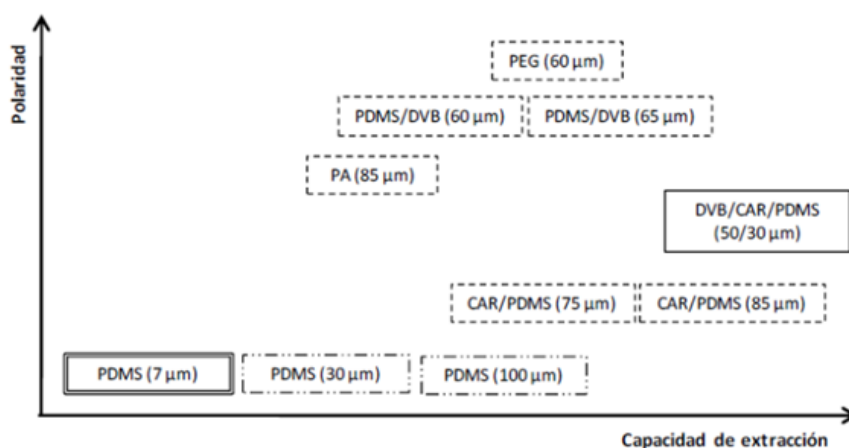 Polaridad
PEG (60 μm)
PDMS/DVB (60 μm)
PDMS/DVB (65 μm)
PA (85 μm)
DVB/CAR/PDMS
(50/30 μm)
CAR/PDMS (75 μm)
CAR/PDMS (85 μm)
PDMS (7 μm)
PDMS (30 μm)
PDMS (100 μm)
Capacidad de extracción